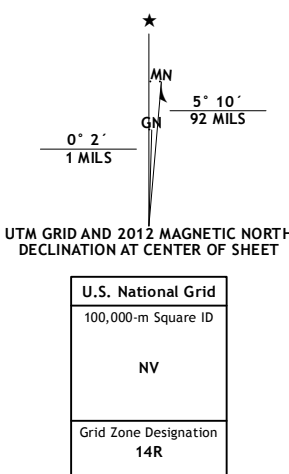 ★
MN
5° 10´
92 MILS
GN
0° 2´
1 MILS
UTM GRID AND 2012 MAGNETIC NORTH
DECLINATION AT CENTER OF SHEET
U.S. National Grid
100,000-m Square ID
NV
Grid Zone Designation
14R